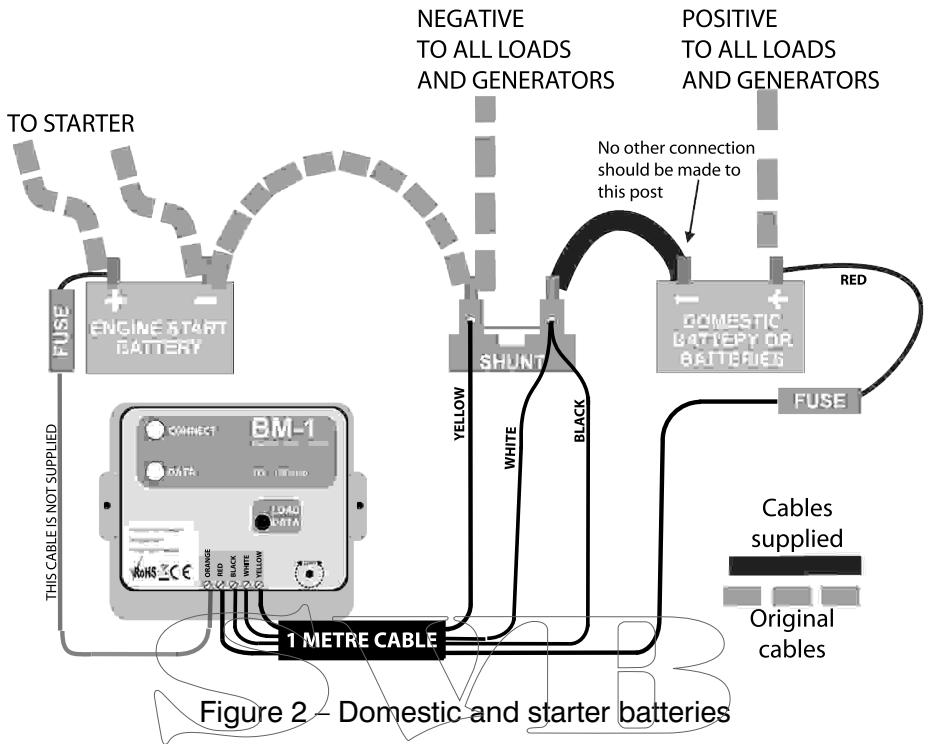 NEGATIVE
TO ALL LOADS
AND GENERATORS
POSITIVE
TO ALL LOADS
AND GENERATORS
TO STARTER
No other connection
should be made to
this post
+ −
ENGINE START
BATTERY
FUSE
SHUNT
− +
DOMESTIC
BATTERY OR
BATTERIES
RED
FUSE
YELLOW
WHITE
BLACK
THIS CABLE IS NOT SUPPLIED
CONNECT
BM-1
DATA
LOAD
DATA
RoHS CE
ORANGE
RED
BLACK
WHITE
YELLOW
1 METRE CABLE
Cables
supplied
Original
cables
SVB
Figure 2 – Domestic and starter batteries